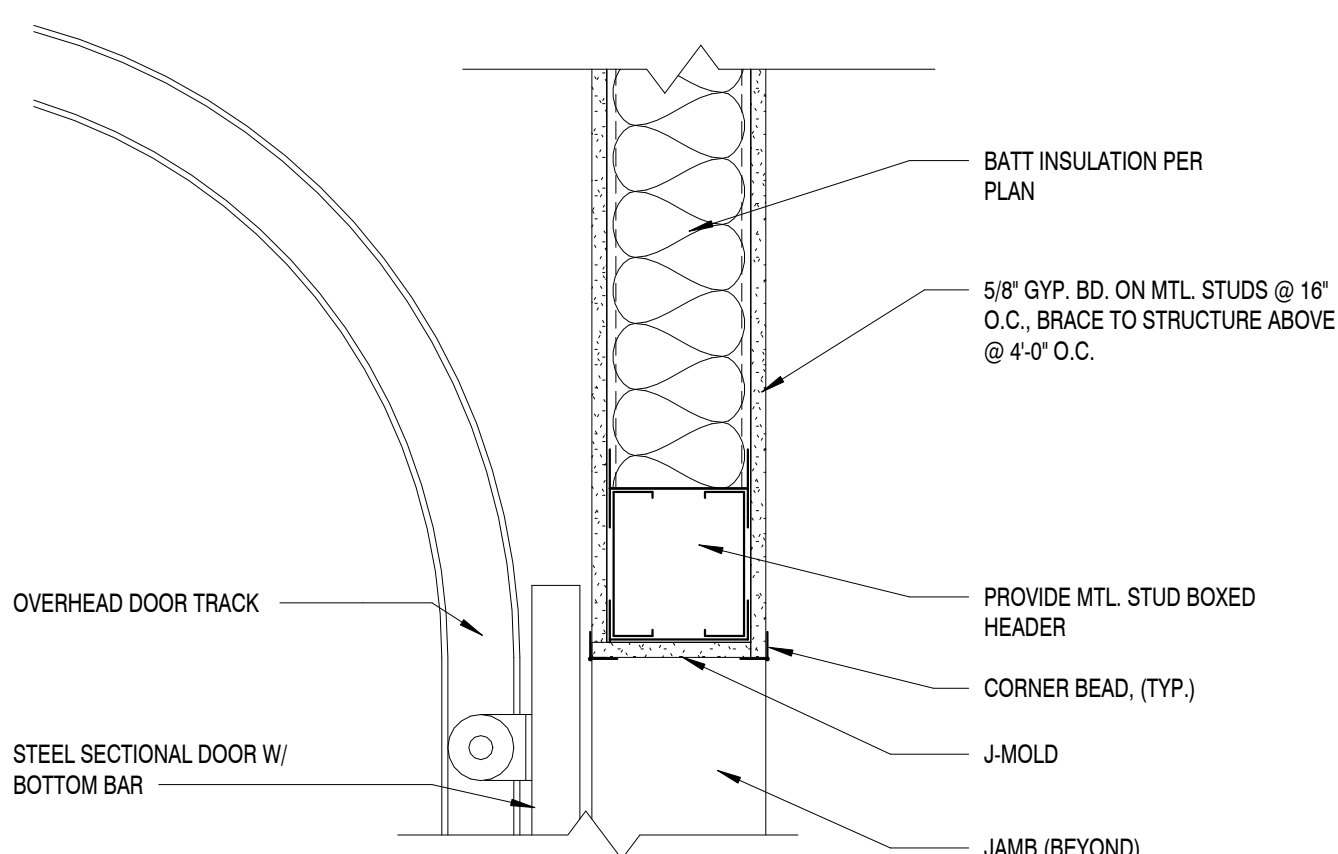 BATT INSULATION PER
PLAN
5/8" GYP. BD. ON MTL. STUDS @ 16"
O.C., BRACE TO STRUCTURE ABOVE
@ 4'-0" O.C.
OVERHEAD DOOR TRACK
PROVIDE MTL. STUD BOXED
HEADER
CORNER BEAD, (TYP.)
STEEL SECTIONAL DOOR W/
BOTTOM BAR
J-MOLD
JAMB (BEYOND)